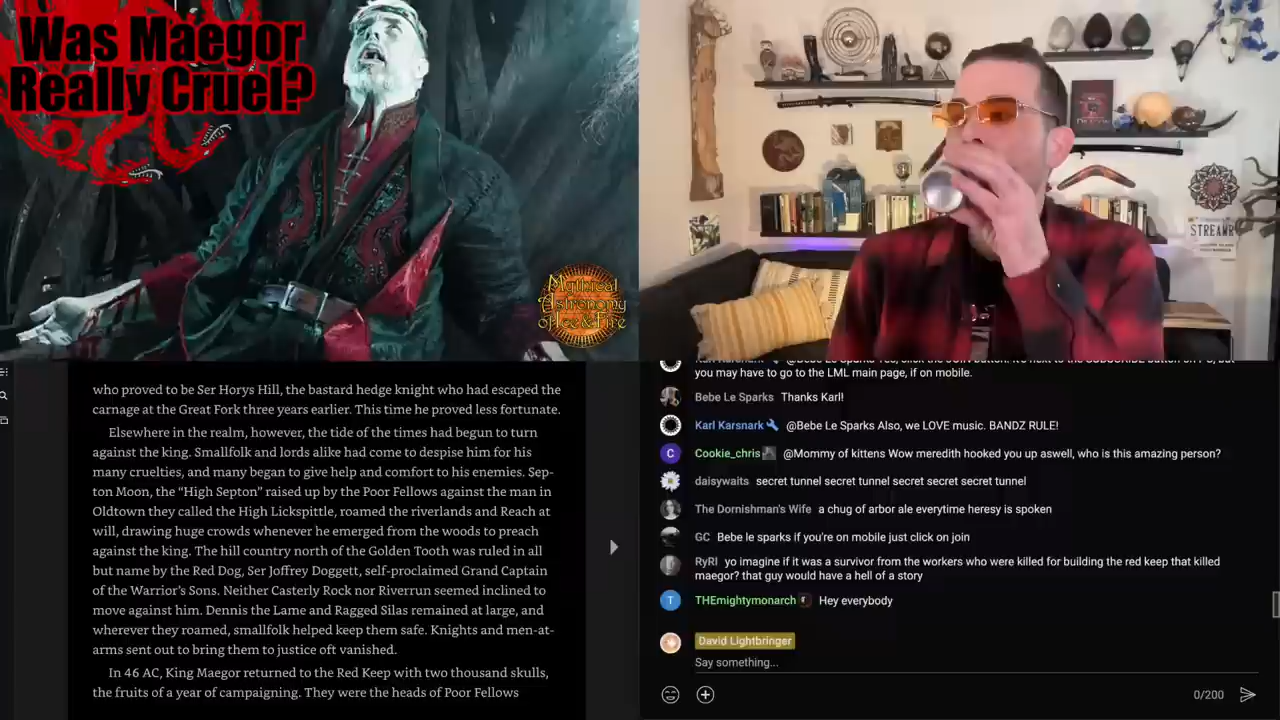 Was Maegor
Really Cruel?
Mythical
Astronomy
of Ice & Fire
STREAMR
who proved to be Ser Horys Hill, the bastard hedge knight who had escaped the
carnage at the Great Fork three years earlier. This time he proved less fortunate.
Elsewhere in the realm, however, the tide of the times had begun to turn
against the king. Smallfolk and lords alike had come to despise him for his
many cruelties, and many began to give help and comfort to his enemies. Sep-
ton Moon, the “High Septon” raised up by the Poor Fellows against the man in
Oldtown they called the High Lickspittle, roamed the riverlands and Reach at
will, drawing huge crowds whenever he emerged from the woods to preach
against the king. The hill country north of the Golden Tooth was ruled in all
but name by the Red Dog, Ser Joffrey Doggett, self-proclaimed Grand Captain
of the Warrior’s Sons. Neither Casterly Rock nor Riverrun seemed inclined to
move against him. Dennis the Lame and Ragged Silas remained at large, and
wherever they roamed, smallfolk helped keep them safe. Knights and men-at-
arms sent out to bring them to justice oft vanished.
In 46 AC, King Maegor returned to the Red Keep with two thousand skulls,
the fruits of a year of campaigning. They were the heads of Poor Fellows
you may have to go to the LML main page, if on mobile.
Bebe Le Sparks Thanks Karl!
Karl Karsnark @Bebe Le Sparks Also, we LOVE music. BANDZ RULE!
C Cookie_chris @Mommy of kittens Wow meredith hooked you up aswell, who is this amazing person?
daisywaits secret tunnel secret tunnel secret secret secret tunnel
The Dornishman's Wife a chug of arbor ale everytime heresy is spoken
GC Bebe le sparks if you're on mobile just click on join
RyRI yo imagine if it was a survivor from the workers who were killed for building the red keep that killed
maegor? that guy would have a hell of a story
T THEmightymonarch Hey everybody
David Lightbringer
Say something...
0/200